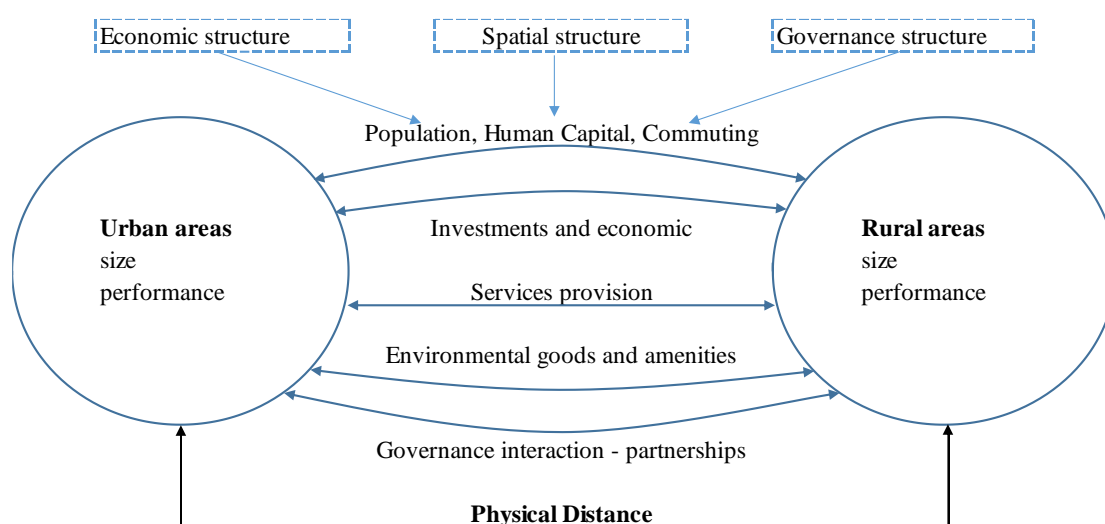 Economic structure
Spatial structure
Governance structure
Population, Human Capital, Commuting
Urban areas
size
performance
Investments and economic
Services provision
Environmental goods and amenities
Governance interaction - partnerships
Rural areas
size
performance
Physical Distance